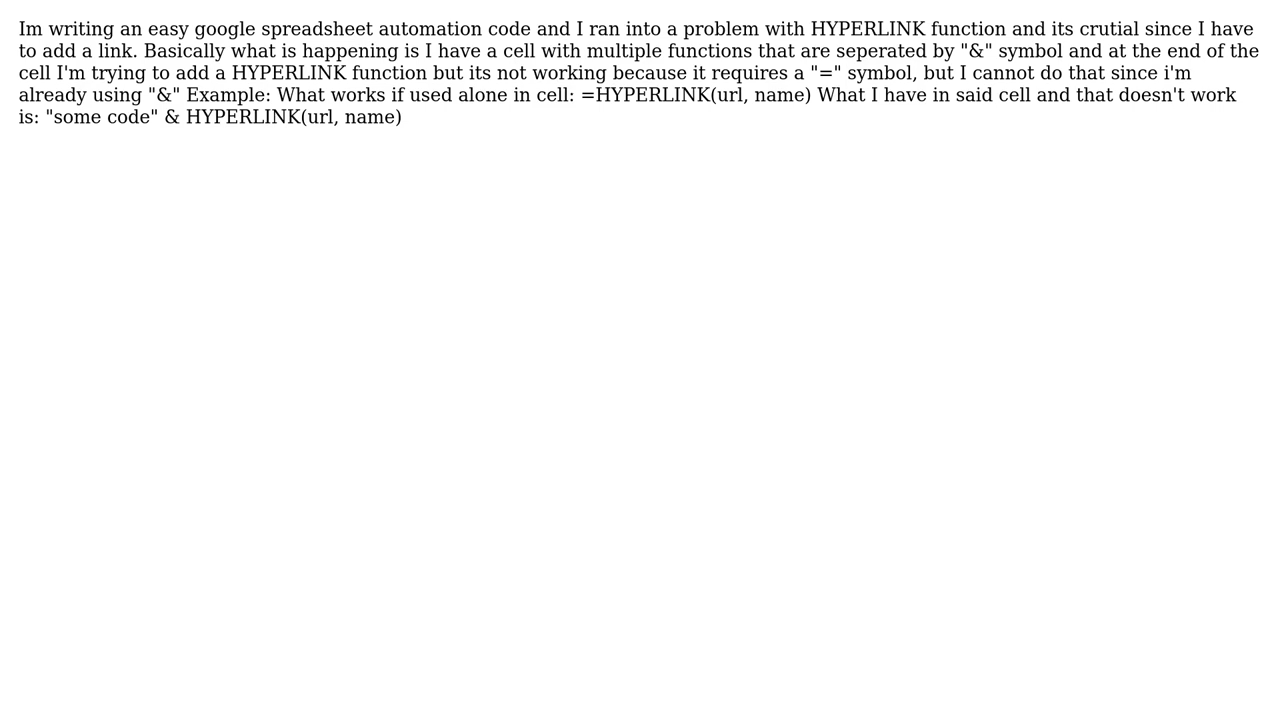 Im writing an easy google spreadsheet automation code and I ran into a problem with HYPERLINK function and its crutial since I have
to add a link. Basically what is happening is I have a cell with multiple functions that are seperated by "&" symbol and at the end of the
cell I'm trying to add a HYPERLINK function but its not working because it requires a "=" symbol, but I cannot do that since i'm
already using "&" Example: What works if used alone in cell: =HYPERLINK(url, name) What I have in said cell and that doesn't work
is: "some code" & HYPERLINK(url, name)